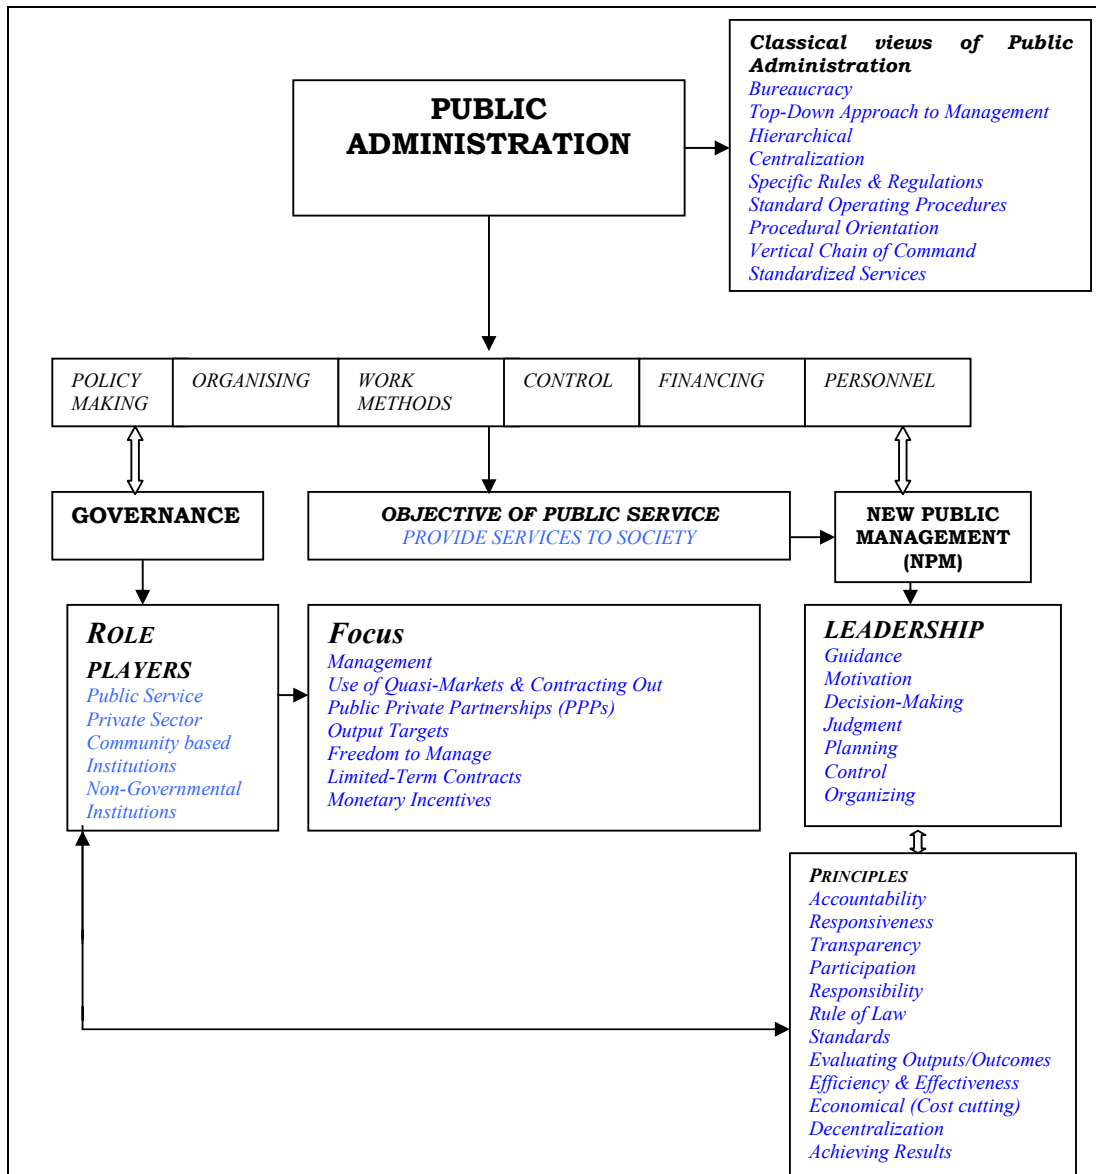 PUBLIC
ADMINISTRATION
Classical views of Public
Administration
Bureaucracy
Top-Down Approach to Management
Hierarchical
Centralization
Specific Rules & Regulations
Standard Operating Procedures
Procedural Orientation
Vertical Chain of Command
Standardized Services
POLICY
MAKING
ORGANISING
WORK
METHODS
CONTROL
FINANCING
PERSONNEL
GOVERNANCE
OBJECTIVE OF PUBLIC SERVICE
PROVIDE SERVICES TO SOCIETY
NEW PUBLIC
MANAGEMENT
(NPM)
ROLE
PLAYERS
Public Service
Private Sector
Community based
Institutions
Non-Governmental
Institutions
Focus
Management
Use of Quasi-Markets & Contracting Out
Public Private Partnerships (PPPs)
Output Targets
Freedom to Manage
Limited-Term Contracts
Monetary Incentives
LEADERSHIP
Guidance
Motivation
Decision-Making
Judgment
Planning
Control
Organizing
PRINCIPLES
Accountability
Responsiveness
Transparency
Participation
Responsibility
Rule of Law
Standards
Evaluating Outputs/Outcomes
Efficiency & Effectiveness
Economical (Cost cutting)
Decentralization
Achieving Results